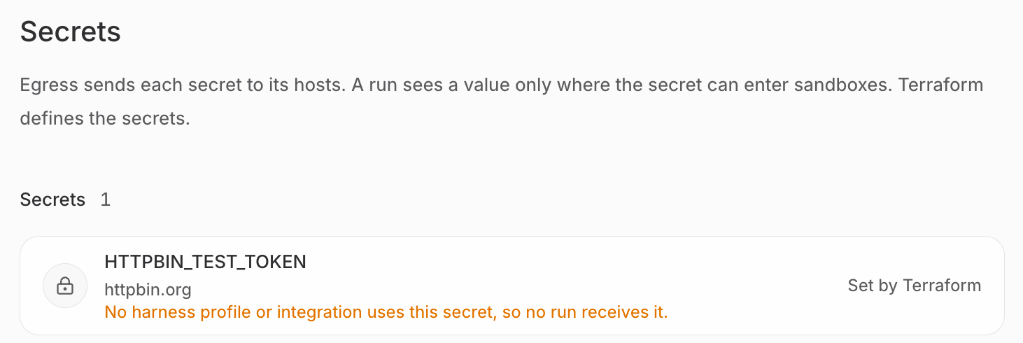 Secrets
Egress sends each secret to its hosts. A run sees a value only where the secret can enter sandboxes. Terraform
defines the secrets.
Secrets 1
HTTPBIN_TEST_TOKEN
httpbin.org
Set by Terraform
No harness profile or integration uses this secret, so no run receives it.